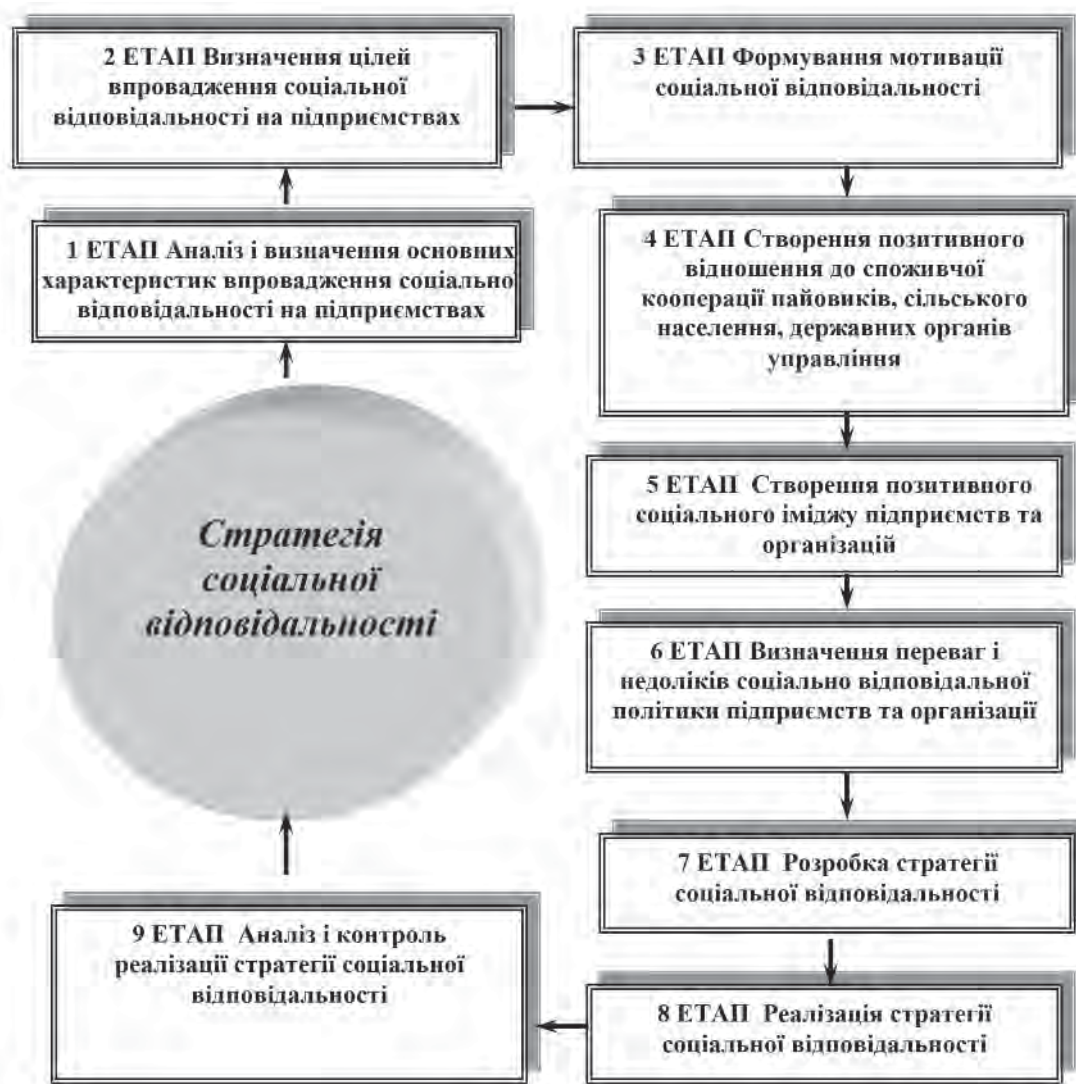 2 ЕТАП Визначення цілей
впровадження соціальної
відповідальності на підприємствах
3 ЕТАП Формування мотивації
соціальної відповідальності
1 ЕТАП Аналіз і визначення основних
характеристик впровадження соціально
відповідальності на підприємствах
4 ЕТАП Створення позитивного
відношення до споживчої
кооперації пайовиків, сільського
населення, державних органів
управління
5 ЕТАП Створення позитивного
соціального іміджу підприємств та
організацій
Стратегія
соціальної
відповідальності
6 ЕТАП Визначення переваг і
недоліків соціально відповідальної
політики підприємств та організації
7 ЕТАП Розробка стратегії
соціальної відповідальності
9 ЕТАП Аналіз і контроль
реалізації стратегії соціальної
відповідальності
8 ЕТАП Реалізація стратегії
соціальної відповідальності